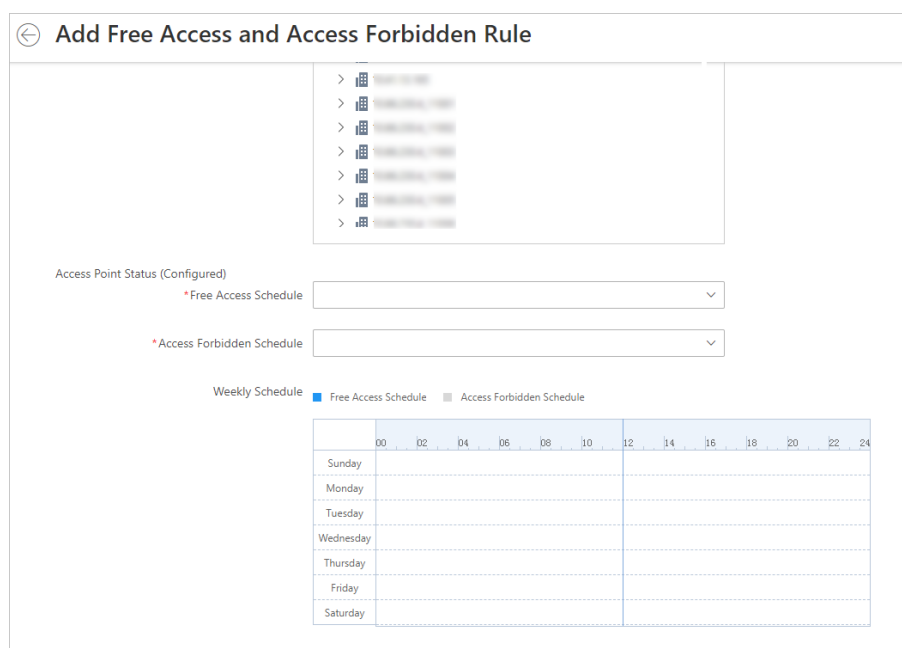 Add Free Access and Access Forbidden Rule
Access Point Status (Configured)
*Free Access Schedule
*Access Forbidden Schedule
Weekly Schedule
Free Access Schedule Access Forbidden Schedule
00 02 04 06 08 10 12 14 16 18 20 22 24
Sunday
Monday
Tuesday
Wednesday
Thursday
Friday
Saturday